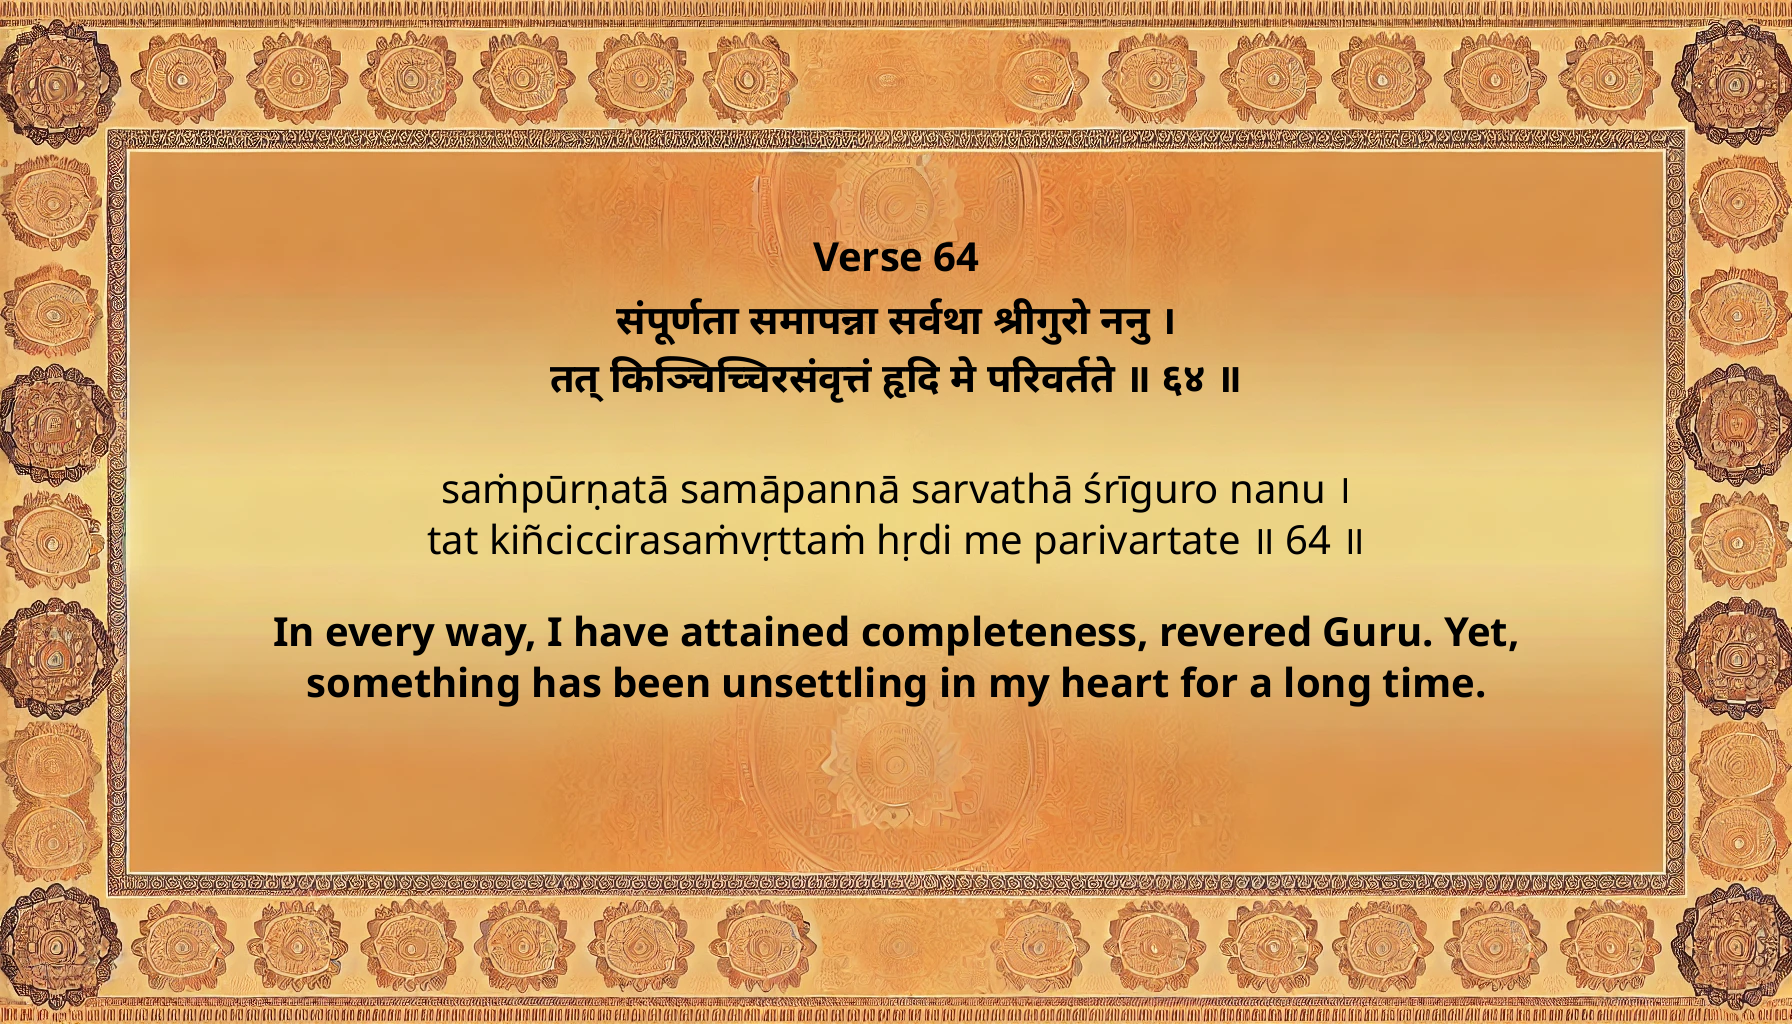 Verse 64
संपूर्णता समापन्ना सर्वथा श्रीगुरो ननु ।
तत् किञ्चिच्चिरसंवृत्तं हृदि मे परिवर्तते ॥ ६४ ॥
saṁpūrṇatā samāpannā sarvathā śrīguro nanu ।
tat kiñciccirasaṁvṛttaṁ hṛdi me parivartate ॥ 64 ॥
In every way, I have attained completeness, revered Guru. Yet,
something has been unsettling in my heart for a long time.